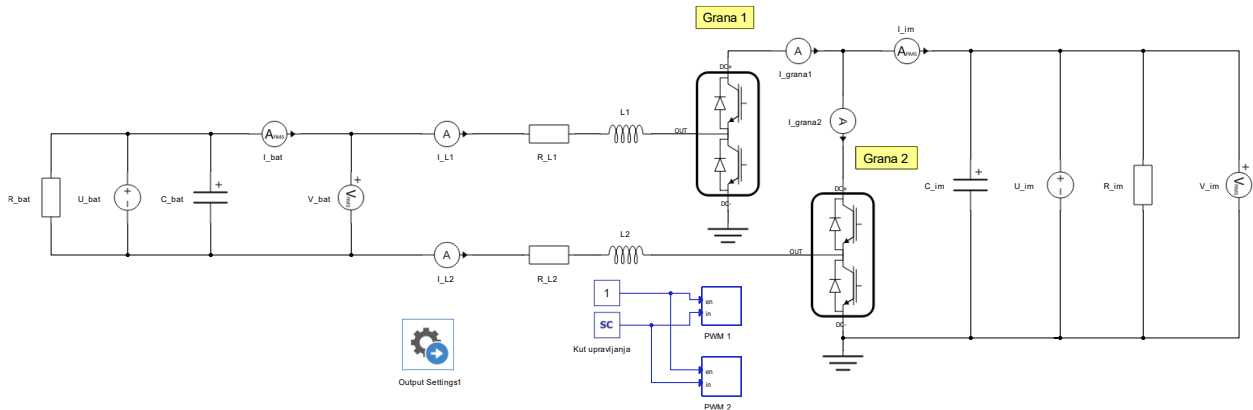 Grana 1
I_im
A
ARMS
DC+
I_grana1
L1
OUT
A
I_grana2
ARMS
I_bat
A
I_L1
R_L1
Grana 2
DC-
DC+
R_bat
U_bat
+
-
C_bat
+
V_bat
+
VRMS
C_im
+
U_im
+
-
R_im
V_im
+
VRMS
A
I_L2
R_L2
L2
OUT
DC-
1
en
in
PWM 1
SC
Kut upravljanja
en
in
PWM 2
Output Settings1